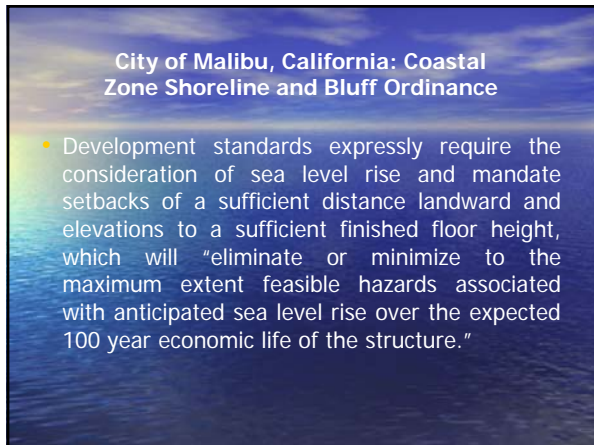 City of Malibu, California: Coastal
Zone Shoreline and Bluff Ordinance
• Development standards expressly require the
consideration of sea level rise and mandate
setbacks of a sufficient distance landward and
elevations to a sufficient finished floor height,
which will “eliminate or minimize to the
maximum extent feasible hazards associated
with anticipated sea level rise over the expected
100 year economic life of the structure.”